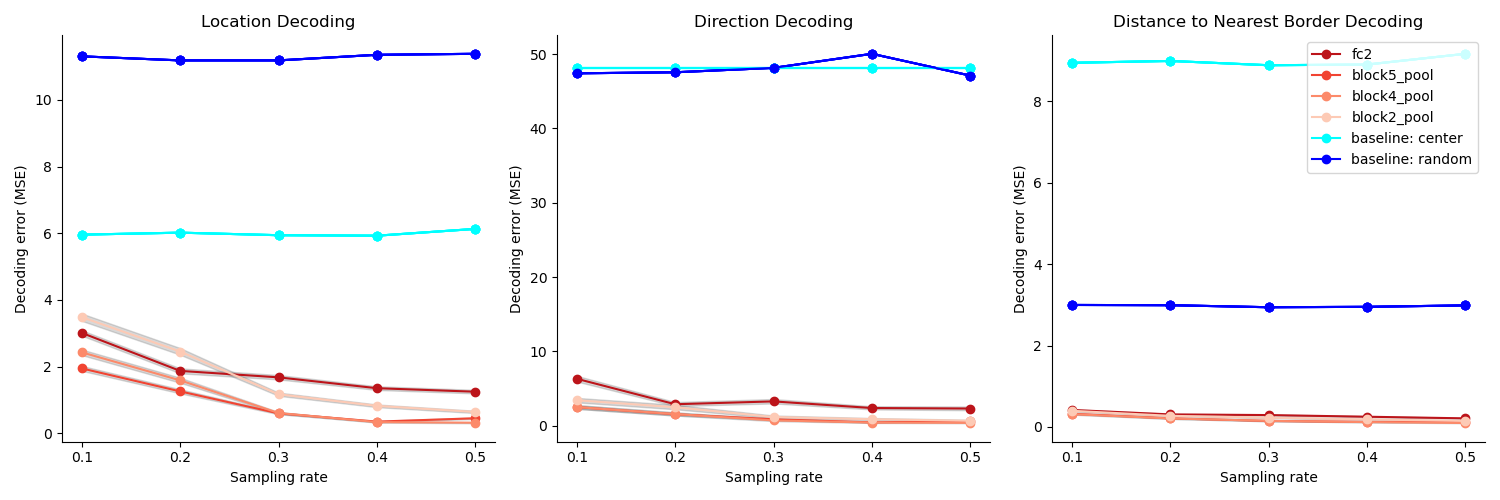 Location Decoding
Decoding error (MSE)
10
8
6
4
2
0
0.1 0.2 0.3 0.4 0.5
Sampling rate
Direction Decoding
Decoding error (MSE)
50
40
30
20
10
0
0.1 0.2 0.3 0.4 0.5
Sampling rate
Distance to Nearest Border Decoding
Decoding error (MSE)
8
6
4
2
0
0.1 0.2 0.3 0.4 0.5
Sampling rate
fc2
block5_pool
block4_pool
block2_pool
baseline: center
baseline: random